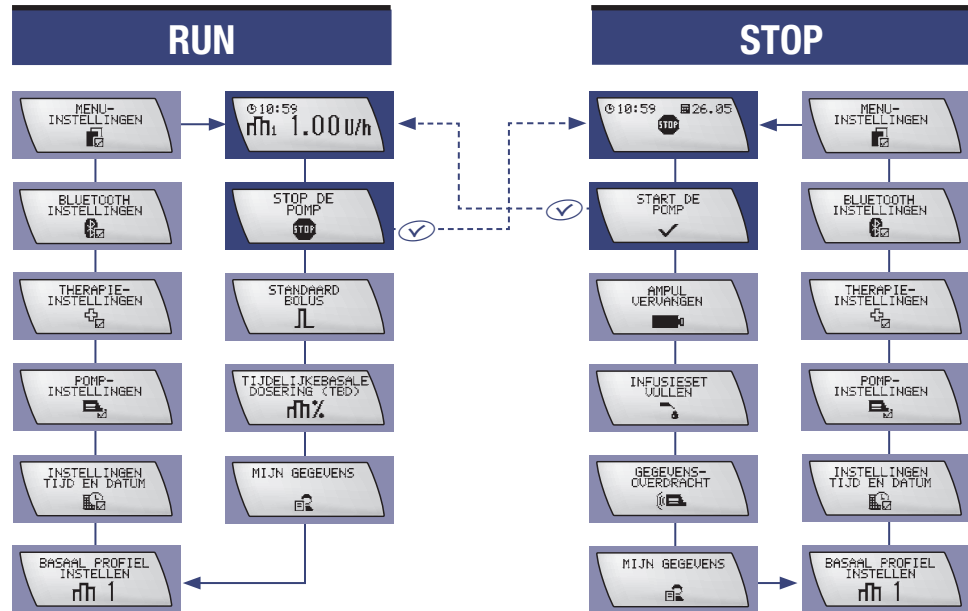 RUN
MENU-
INSTELLINGEN
BLUETOOTH
INSTELLINGEN
THERAPIE-
INSTELLINGEN
POMP-
INSTELLINGEN
INSTELLINGEN
TIJD EN DATUM
BASAAL PROFIEL
INSTELLEN
1
10:59
1 1.00 U/h
STOP DE
POMP
STOP
STANDAARD
BOLUS
TIJDELIJKEBASALE
DOSERING (TBD)
%
MIJN GEGEVENS
STOP
10:59 26.05
STOP
START DE
POMP
AMPUL
VERVANGEN
INFUSIESET
VULLEN
GEGEVENS-
OVERDRACHT
MIJN GEGEVENS
MENU-
INSTELLINGEN
BLUETOOTH
INSTELLINGEN
THERAPIE-
INSTELLINGEN
POMP-
INSTELLINGEN
INSTELLINGEN
TIJD EN DATUM
BASAAL PROFIEL
INSTELLEN
1